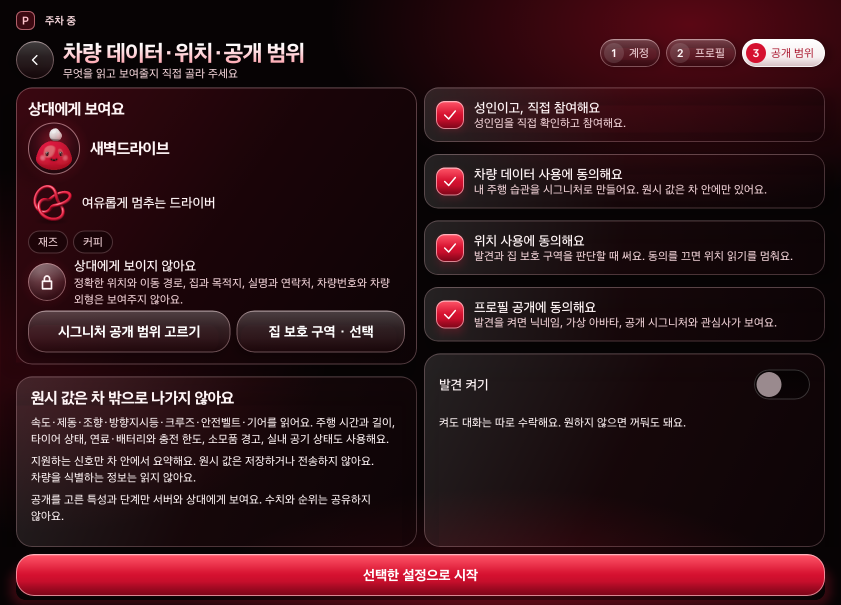 P 주차 중
차량 데이터·위치·공개 범위
무엇을 읽고 보여줄지 직접 골라 주세요
1 계정
2 프로필
3 공개 범위
상대에게 보여요
새벽드라이브
여유롭게 멈추는 드라이버
재즈
커피
상대에게 보이지 않아요
정확한 위치와 이동 경로, 집과 목적지, 실명과 연락처, 차량번호와 차량
외형은 보여주지 않아요.
시그니처 공개 범위 고르기
집 보호 구역 · 선택
원시 값은 차 밖으로 나가지 않아요
속도·제동·조향·방향지시등·크루즈·안전벨트·기어를 읽어요. 주행 시간과 길이,
타이어 상태, 연료·배터리와 충전 한도, 소모품 경고, 실내 공기 상태도 사용해요.
지원하는 신호만 차 안에서 요약해요. 원시 값은 저장하거나 전송하지 않아요.
차량을 식별하는 정보는 읽지 않아요.
공개를 고른 특성과 단계만 서버와 상대에게 보여요. 수치와 순위는 공유하지
않아요.
성인이고, 직접 참여해요
성인임을 직접 확인하고 참여해요.
차량 데이터 사용에 동의해요
내 주행 습관을 시그니처로 만들어요. 원시 값은 차 안에만 있어요.
위치 사용에 동의해요
발견과 집 보호 구역을 판단할 때 써요. 동의를 끄면 위치 읽기를 멈춰요.
프로필 공개에 동의해요
발견을 켜면 닉네임, 가상 아바타, 공개 시그니처와 관심사가 보여요.
발견 켜기
켜도 대화는 따로 수락해요. 원하지 않으면 꺼둬도 돼요.
선택한 설정으로 시작